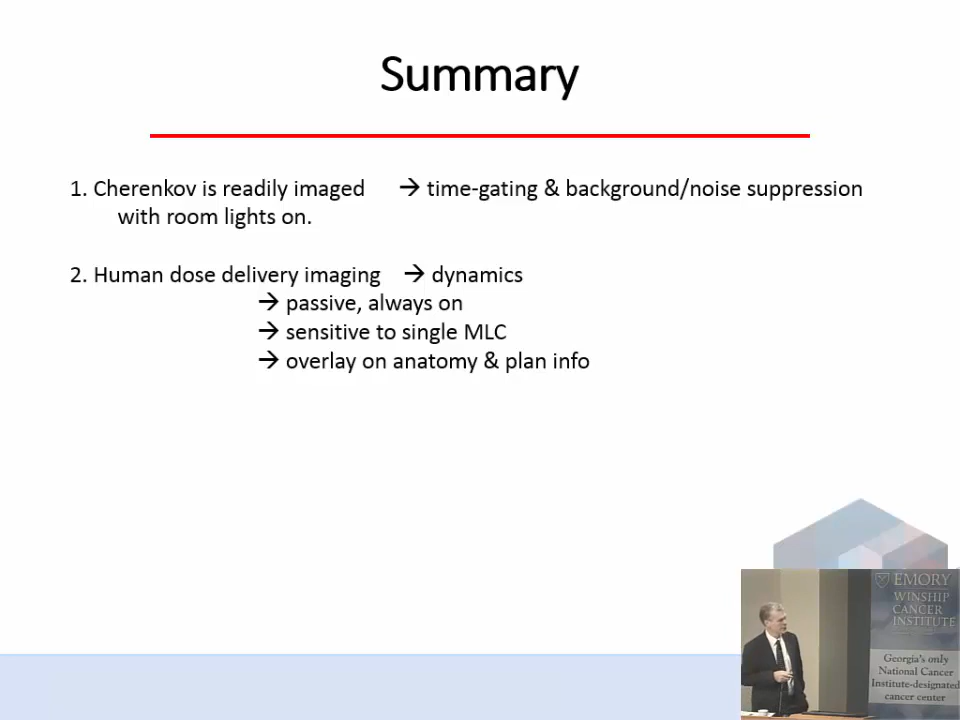 Summary
1. Cherenkov is readily imaged → time-gating & background/noise suppression
with room lights on.
2. Human dose delivery imaging → dynamics
→ passive, always on
→ sensitive to single MLC
→ overlay on anatomy & plan info
EMORY
WINSHIP
CANCER
INSTITUTE
Georgia's only
National Cancer
Institute-designated
cancer center